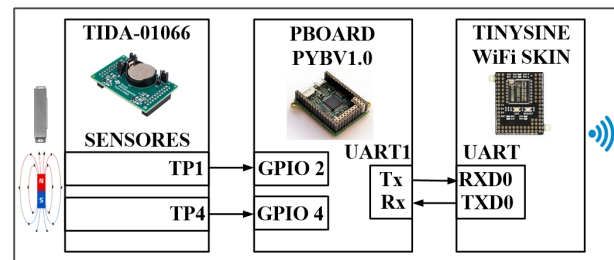 TIDA-01066
PBOARD
PYBV1.0
TINYSINE
WiFi SKIN
SENSORES
UART1
UART
TP1
GPIO 2
Tx
RXD0
TP4
GPIO 4
Rx
TXD0
N
S